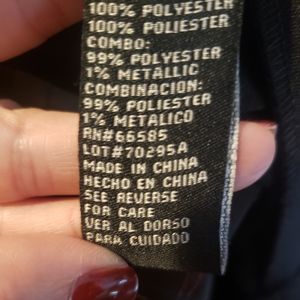 100% POLYESTER
100% POLIESTER
COMBO:
99% POLYESTER
1% METALLIC
COMBINACION:
99% POLIESTER
1% METALICO
RN#66585
LOT#70295A
MADE IN CHINA
HECHO EN CHINA
SEE REVERSE
FOR CARE
VER AL DORSO
PARA CUIDADO